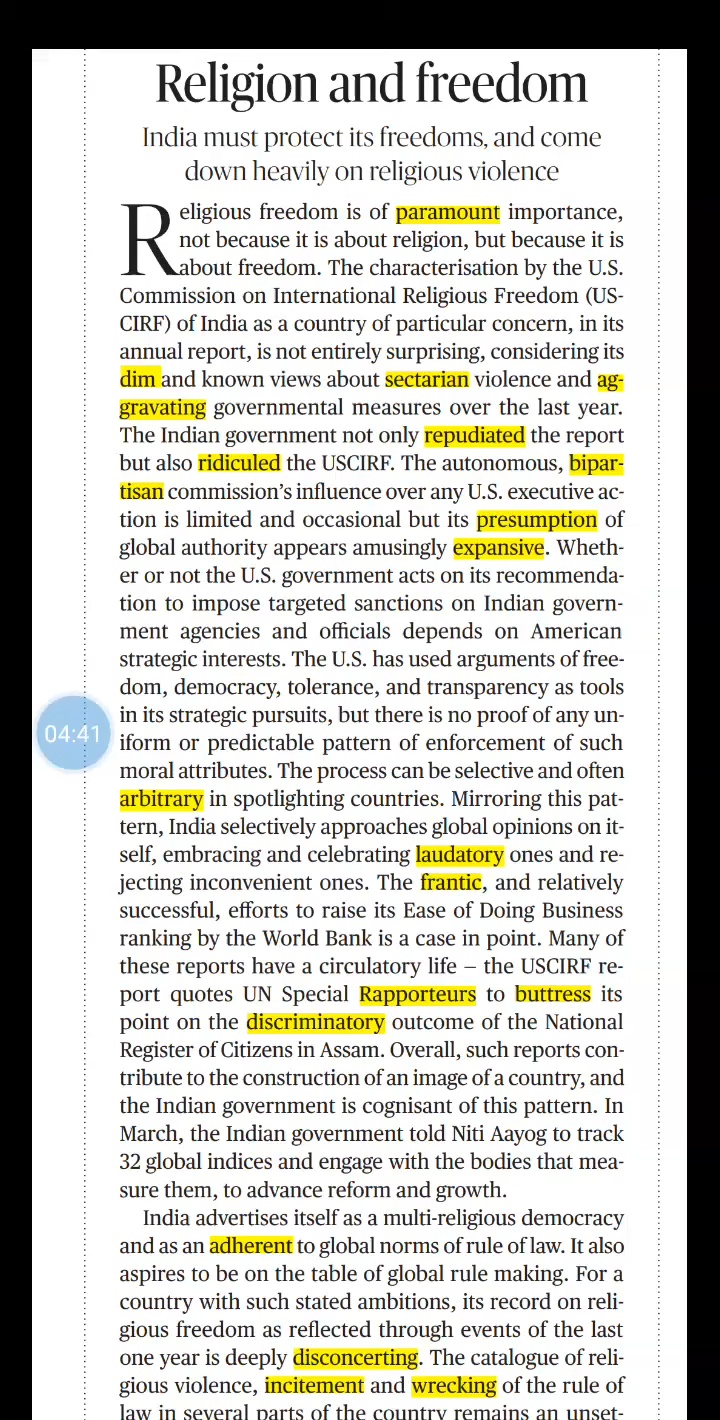 Religion and freedom
India must protect its freedoms, and come
down heavily on religious violence
Religious freedom is of paramount importance,
not because it is about religion, but because it is
about freedom. The characterisation by the U.S.
Commission on International Religious Freedom (US-
CIRF) of India as a country of particular concern, in its
annual report, is not entirely surprising, considering its
dim and known views about sectarian violence and ag-
gravating governmental measures over the last year.
The Indian government not only repudiated the report
but also ridiculed the USCIRF. The autonomous, bipar-
tisan commission's influence over any U.S. executive ac-
tion is limited and occasional but its presumption of
global authority appears amusingly expansive. Wheth-
er or not the U.S. government acts on its recommenda-
tion to impose targeted sanctions on Indian govern-
ment agencies and officials depends on American
strategic interests. The U.S. has used arguments of free-
dom, democracy, tolerance, and transparency as tools
in its strategic pursuits, but there is no proof of any un-
04:41
iform or predictable pattern of enforcement of such
moral attributes. The process can be selective and often
arbitrary in spotlighting countries. Mirroring this pat-
tern, India selectively approaches global opinions on it-
self, embracing and celebrating laudatory ones and re-
jecting inconvenient ones. The frantic, and relatively
successful, efforts to raise its Ease of Doing Business
ranking by the World Bank is a case in point. Many of
these reports have a circulatory life – the USCIRF re-
port quotes UN Special Rapporteurs to buttress its
point on the discriminatory outcome of the National
Register of Citizens in Assam. Overall, such reports con-
tribute to the construction of an image of a country, and
the Indian government is cognisant of this pattern. In
March, the Indian government told Niti Aayog to track
32 global indices and engage with the bodies that mea-
sure them, to advance reform and growth.
India advertises itself as a multi-religious democracy
and as an adherent to global norms of rule of law. It also
aspires to be on the table of global rule making. For a
country with such stated ambitions, its record on reli-
gious freedom as reflected through events of the last
one year is deeply disconcerting. The catalogue of reli-
gious violence, incitement and wrecking of the rule of
law in several parts of the country remains an unset-